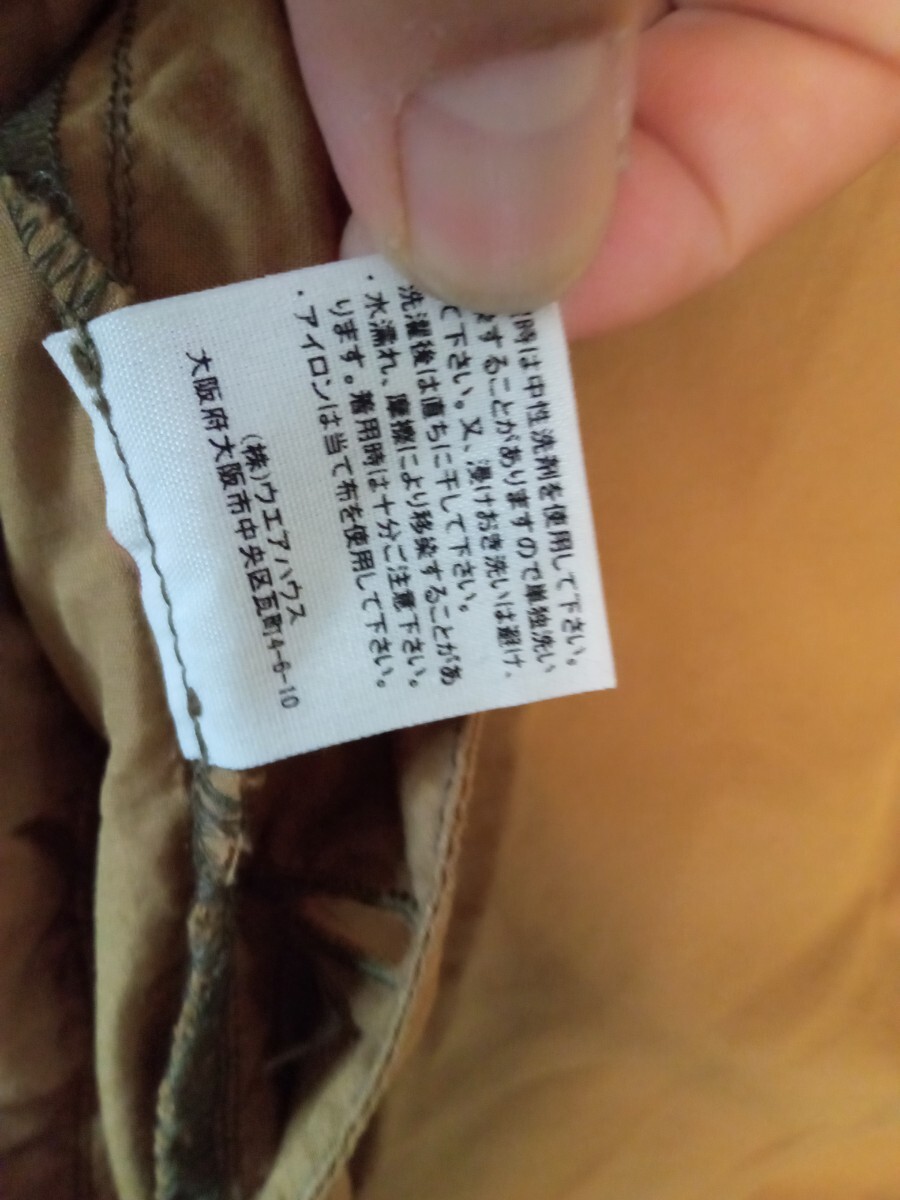 時は中性洗剤を使用して下さい。
することがありますので単独洗い
て下さい。又、浸けおき洗いは避け、
洗濯後は直ちに干して下さい。
・水濡れ、摩擦により移染することがあ
ります。着用時は十分ご注意下さい。
・アイロンは当て布を使用して下さい。
(株)ウエアハウス
大阪府大阪市中央区瓦町4-6-10